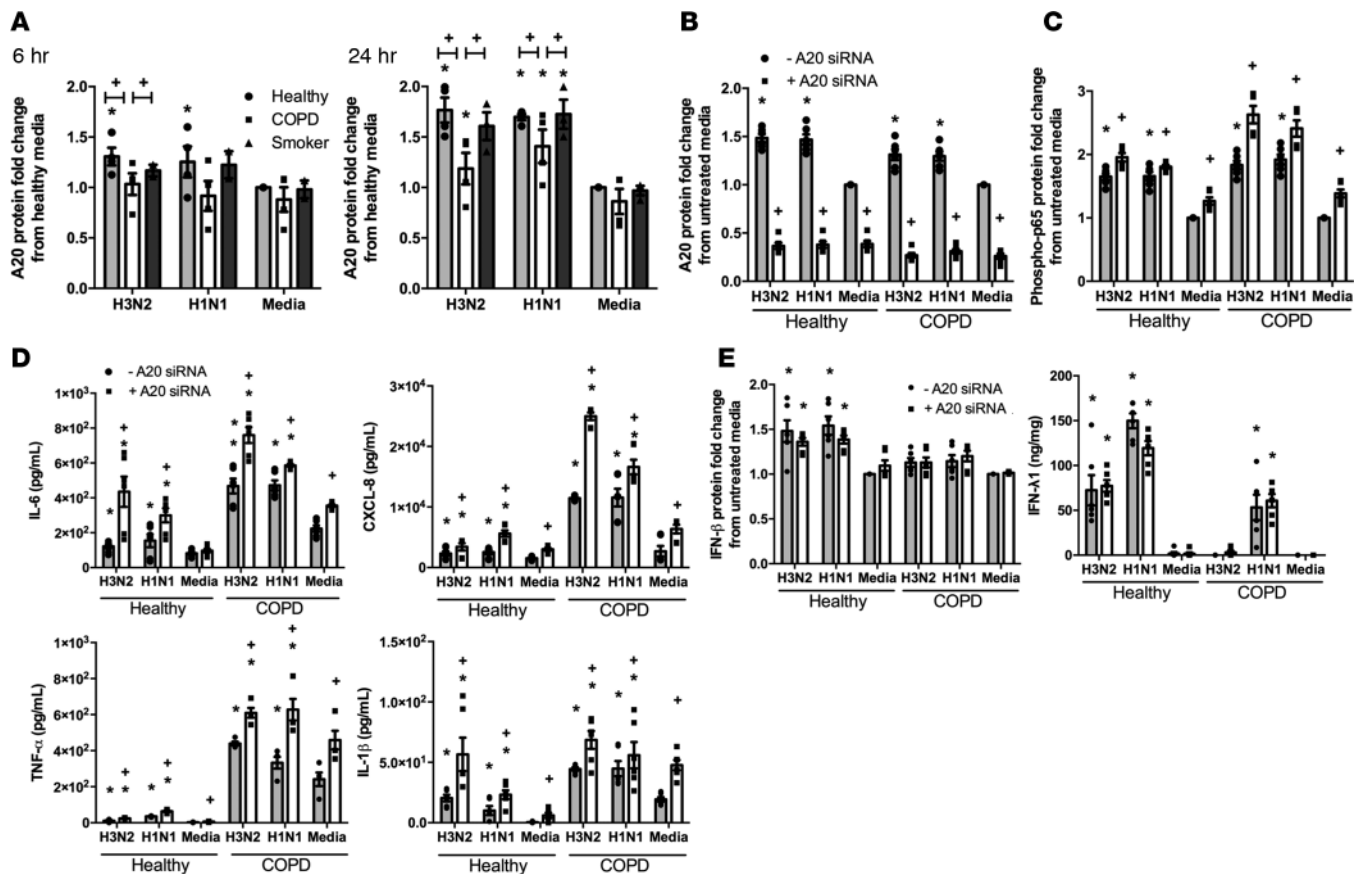 A
6 hr
A20 protein fold change
from healthy media
2.0
1.5
1.0
0.5
0.0
+ +
* *
Healthy
COPD
Smoker
H3N2 H1N1 Media
24 hr
A20 protein fold change
from healthy media
2.0
1.5
1.0
0.5
0.0
+ + + +
* * * * *
H3N2 H1N1 Media
B
A20 protein fold change
from untreated media
2.0
1.5
1.0
0.5
0.0
- A20 siRNA
+ A20 siRNA
* * * *
+ + + + + +
H3N2 H1N1 Media H3N2 H1N1 Media
Healthy COPD
C
Phospho-p65 protein fold change
from untreated media
3
2
1
0
* + * + + * + * + +
H3N2 H1N1 Media H3N2 H1N1 Media
Healthy COPD
D
- A20 siRNA
+ A20 siRNA
IL-6 (pg/mL)
1×10³
8×10²
6×10²
4×10²
2×10²
0
H3N2 H1N1 Media H3N2 H1N1 Media
Healthy COPD
CXCL-8 (pg/mL)
3×10⁴
2×10⁴
1×10⁴
0
H3N2 H1N1 Media H3N2 H1N1 Media
Healthy COPD
TNF-α (pg/mL)
1×10³
8×10²
6×10²
4×10²
2×10²
0
H3N2 H1N1 Media H3N2 H1N1 Media
Healthy COPD
IL-1β (pg/mL)
1.5×10²
1.0×10²
5.0×10¹
0.0
H3N2 H1N1 Media H3N2 H1N1 Media
Healthy COPD
E
IFN-β protein fold change
from untreated media
2.0
1.5
1.0
0.5
0.0
- A20 siRNA
+ A20 siRNA
* * * *
H3N2 H1N1 Media H3N2 H1N1 Media
Healthy COPD
IFN-λ1 (ng/mg)
200
150
100
50
0
* * * * * *
H3N2 H1N1 Media H3N2 H1N1 Media
Healthy COPD